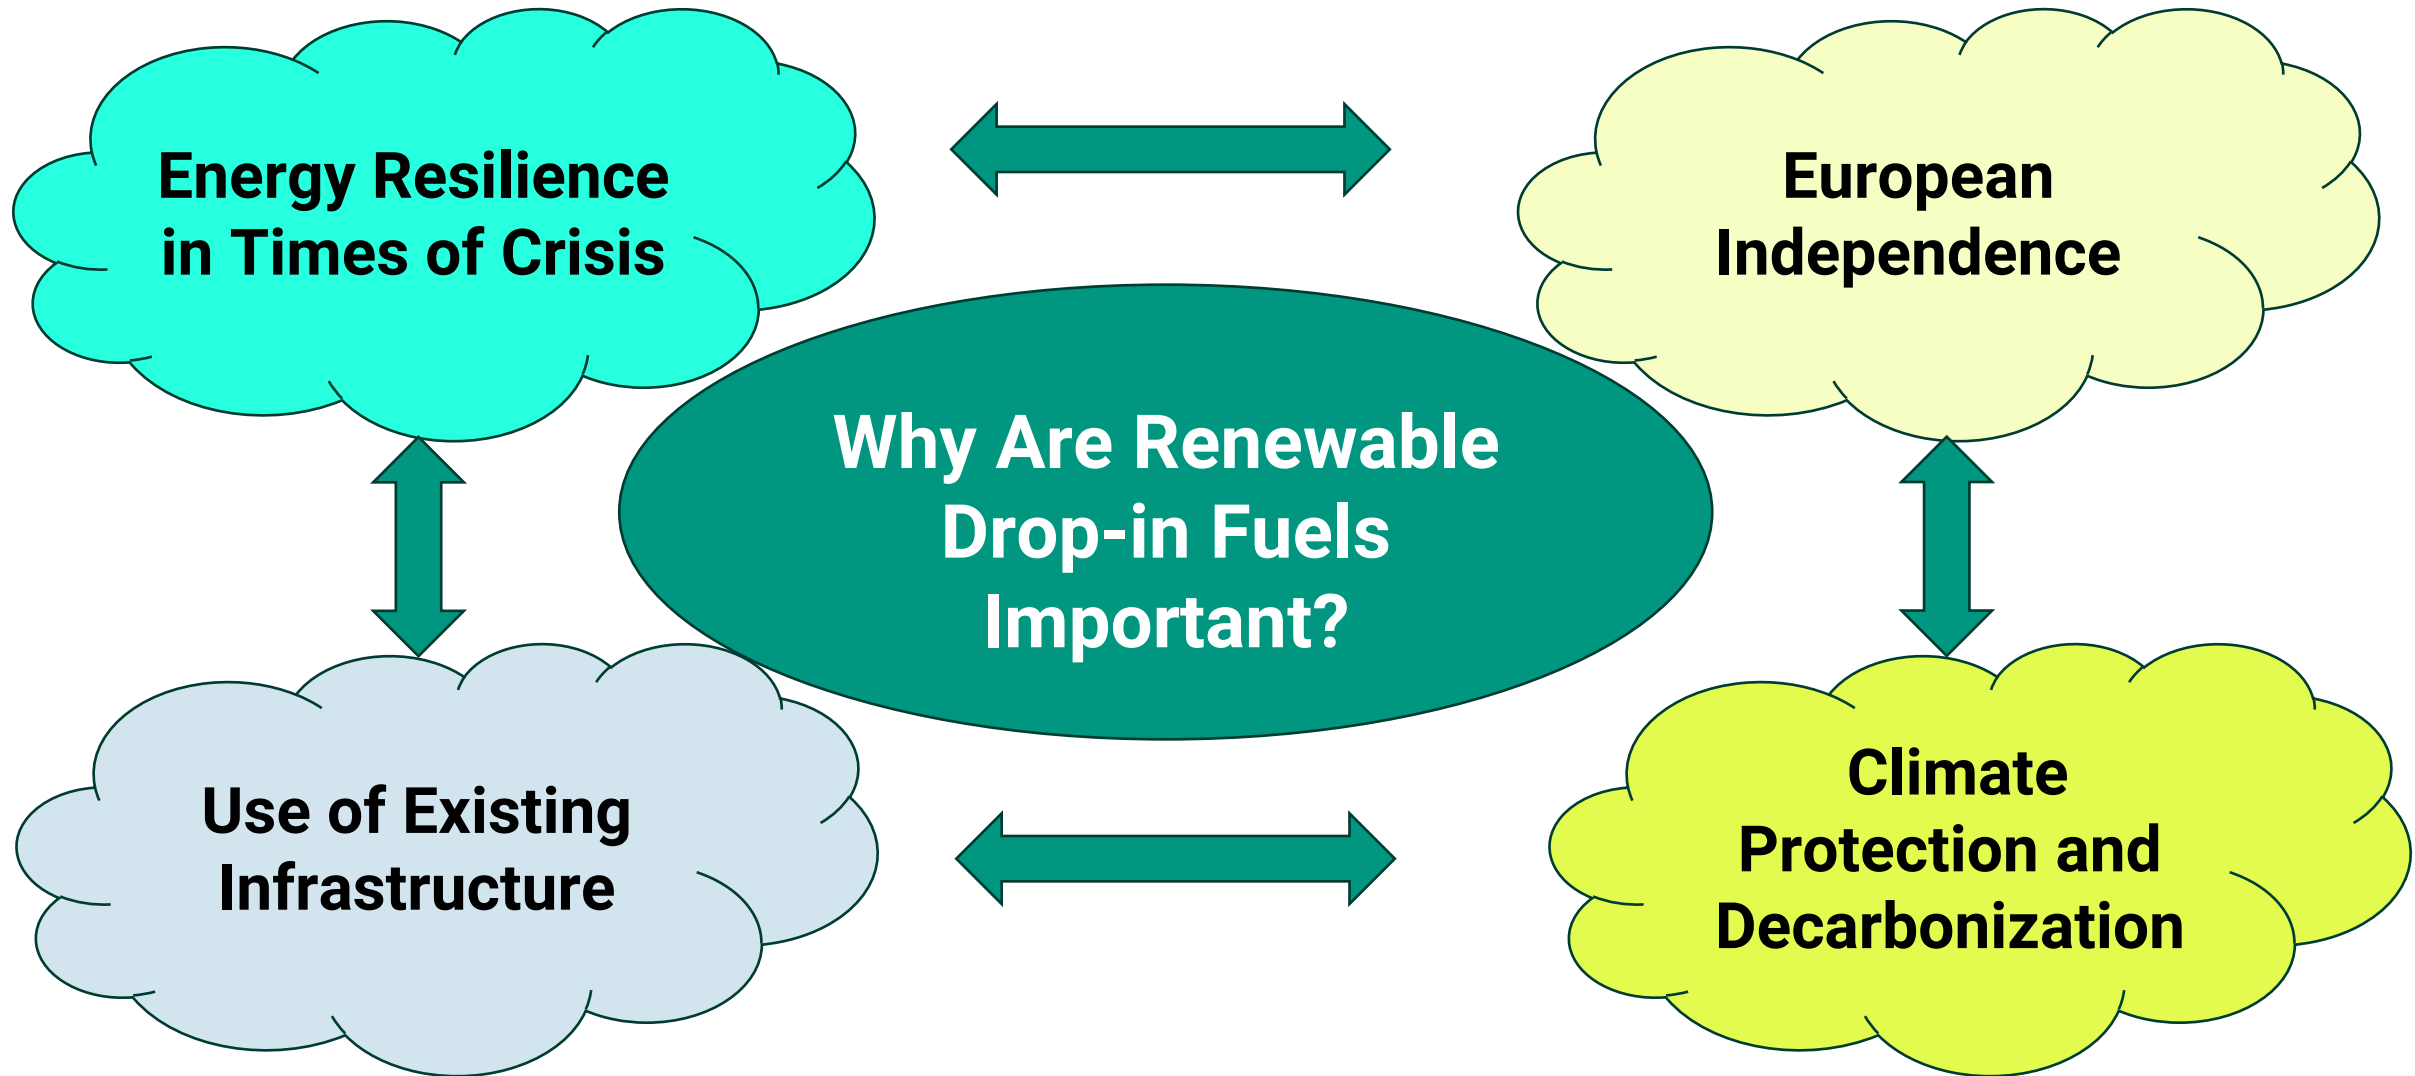 Energy Resilience
in Times of Crisis
European
Independence
Why Are Renewable
Drop-in Fuels
Important?
Use of Existing
Infrastructure
Climate
Protection and
Decarbonization